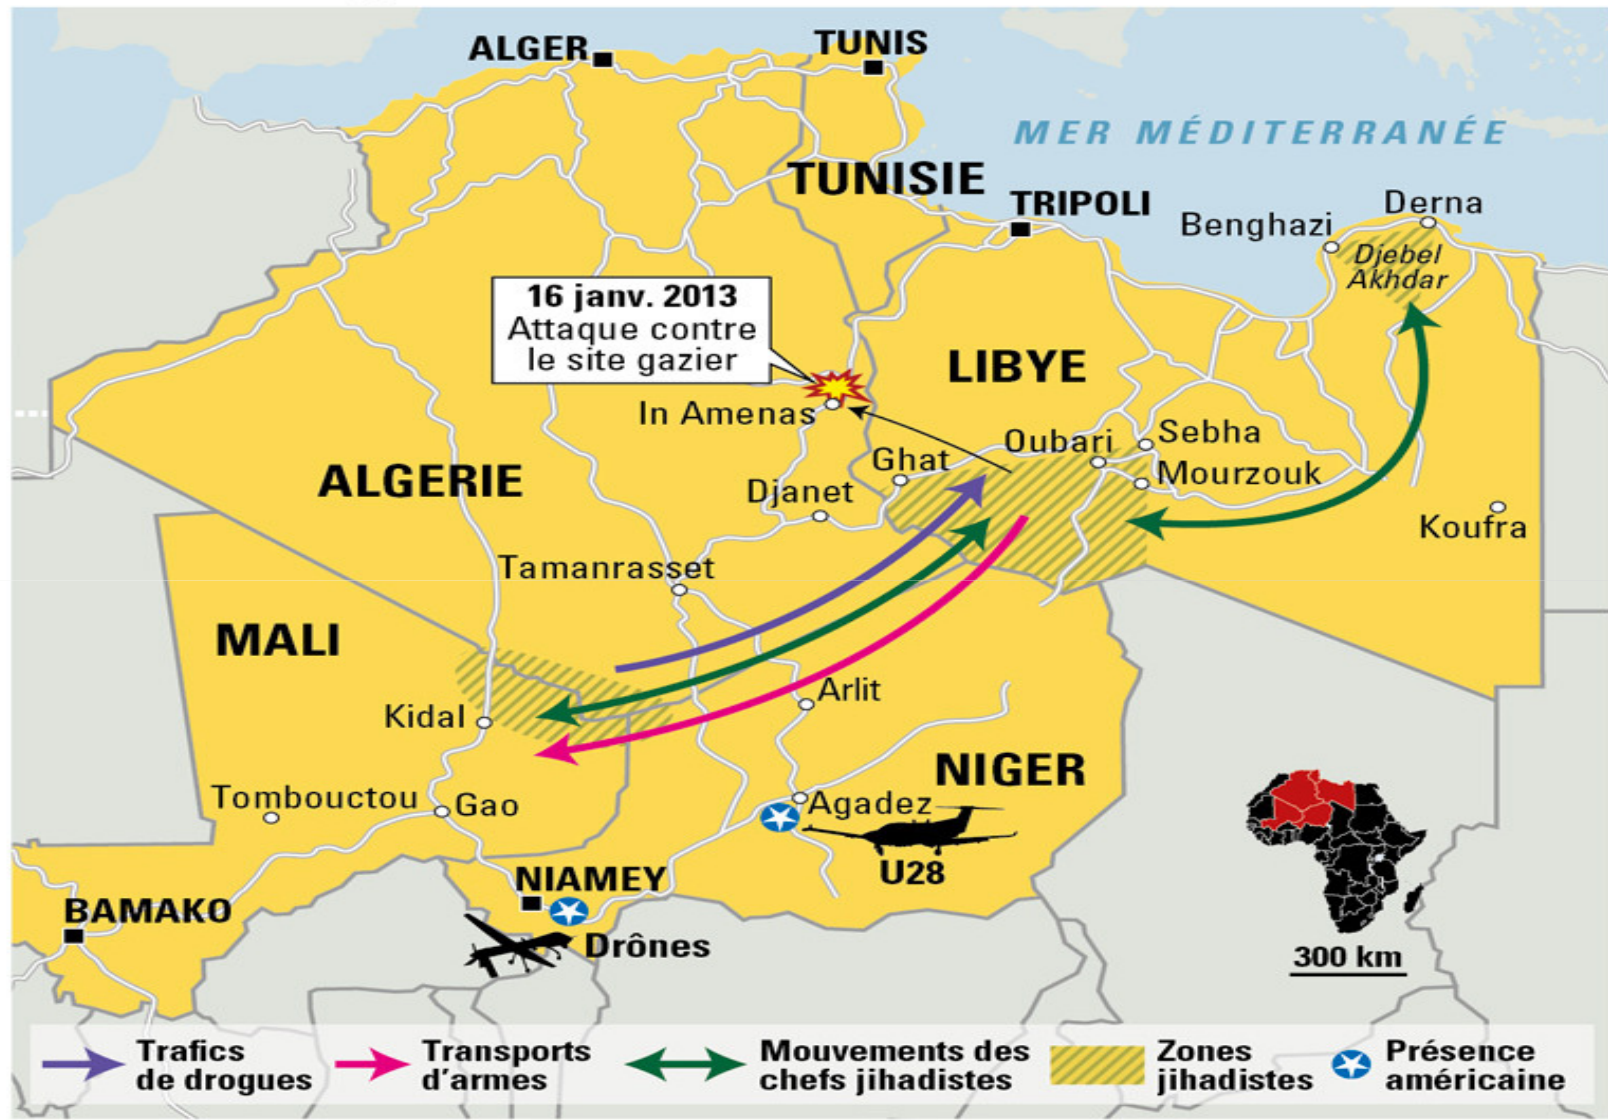 ALGER
TUNIS
MER MÉDITERRANÉE
TUNISIE
TRIPOLI
Derna
Benghazi
Djebel
Akhdar
16 janv. 2013
Attaque contre
le site gazier
LIBYE
In Amenas
Oubari
Sebha
Ghat
Mourzouk
ALGERIE
Djanet
Koufra
Tamanrasset
MALI
Arlit
Kidal
NIGER
Tombouctou
Gao
Agadez
U28
NIAMEY
BAMAKO
Drônes
300 km
Trafics
de drogues
Transports
d'armes
Mouvements des
chefs jihadistes
Zones
jihadistes
Présence
américaine